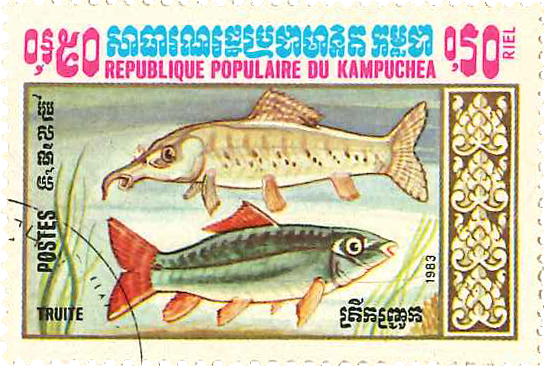 ០,៥០ សាធារណរដ្ឋប្រជាមានិត កម្ពុជា 0,50 RIEL
REPUBLIQUE POPULAIRE DU KAMPUCHEA
POSTES
TRUITE
1983